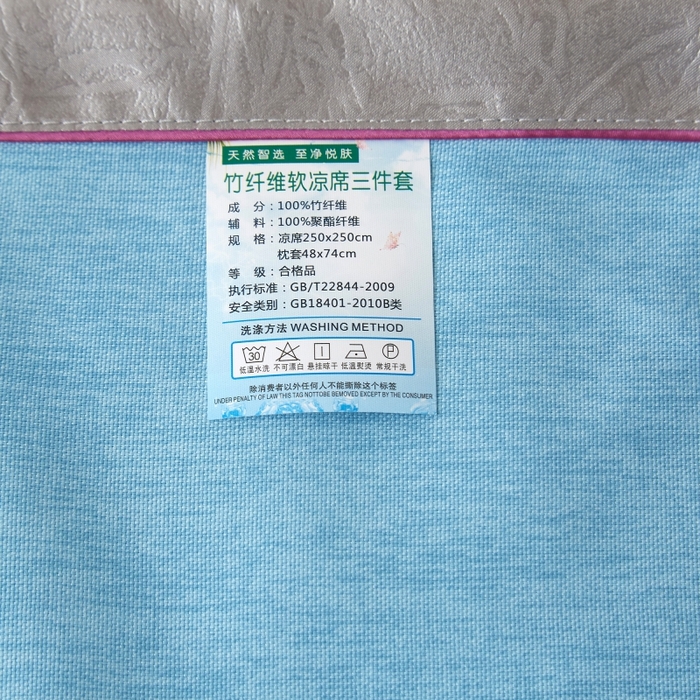 天然智选 至净悦肤
竹纤维软凉席三件套
成 分：100%竹纤维
辅 料：100%聚酯纤维
规 格：凉席250x250cm
枕套48x74cm
等 级：合格品
执行标准：GB/T22844-2009
安全类别：GB18401-2010B类
洗涤方法 WASHING METHOD
30 P
低温水洗 不可漂白 悬挂晾干 低温熨烫 常规干洗
除消费者以外任何人不能撕除这个标签
UNDER PENALTY OF LAW THIS TAG NOTTOBE BEMOVED EXCEPT BY THE CONSUMER